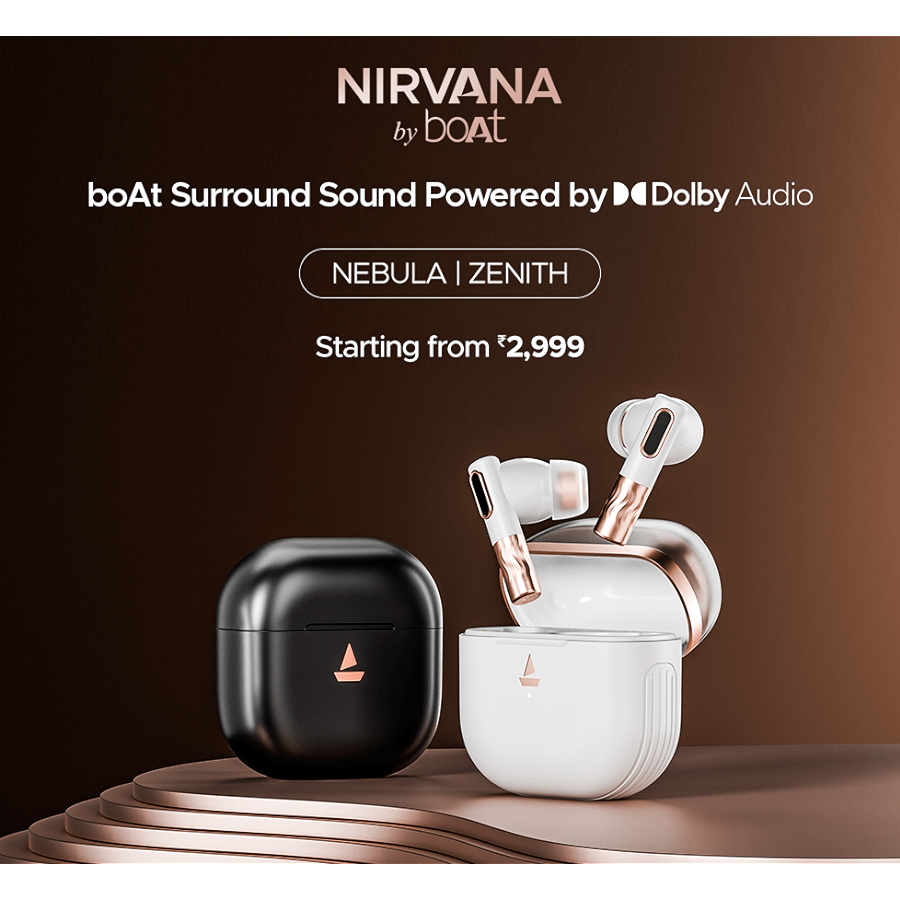 NIRVANA
by boAt
boAt Surround Sound Powered by Dolby Audio
NEBULA | ZENITH
Starting from ₹2,999